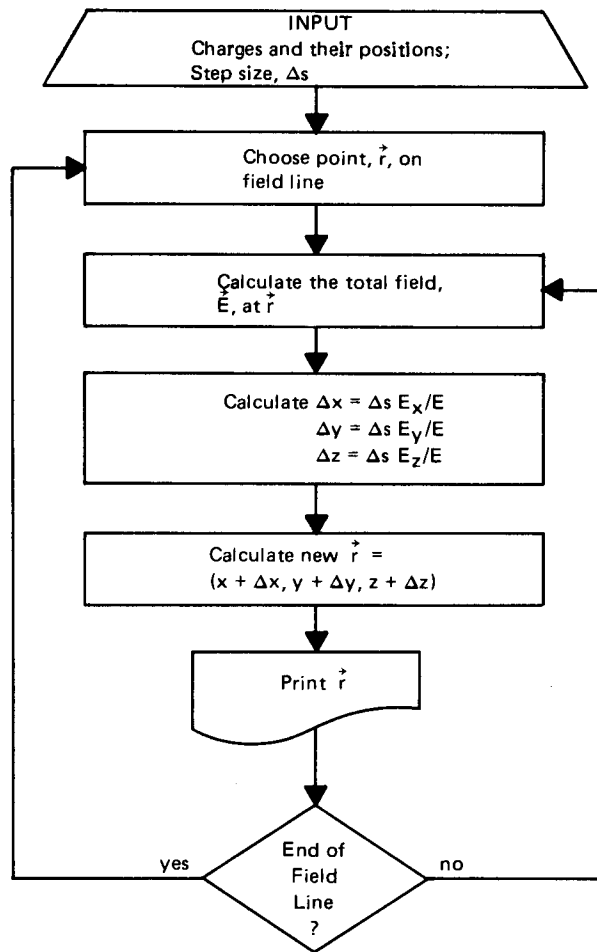 INPUT
Charges and their positions;
Step size, Δs
Choose point, r⃗, on
field line
Calculate the total field,
E⃗, at r⃗
Calculate Δx = Δs Eₓ/E
Δy = Δs E_y/E
Δz = Δs E_z/E
Calculate new r⃗ =
(x + Δx, y + Δy, z + Δz)
Print r⃗
yes
End of
Field
Line
?
no